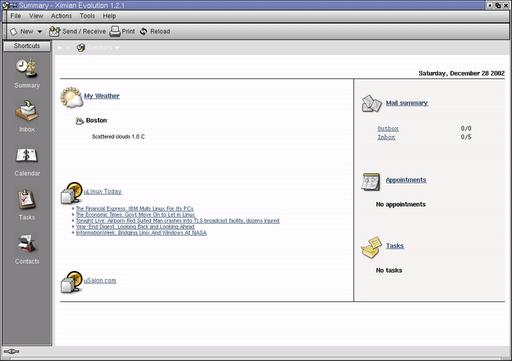 Summary - Ximian Evolution 1.2.1
File View Actions Tools Help
New Send / Receive Print Reload
Shortcuts
Summary
Saturday, December 28 2002
My Weather
Mail summary
Summary
Boston
Outbox 0/0
Scattered clouds 1.0 C
Inbox 0/5
Inbox
Calendar
Appointments
µLinux Today
No appointments
The Financial Express: IBM Mulls Linux For Its PCs
The Economic Times: Govt Move On to Let in Linux
Tonight Live: Airborn Red Suited Man crashes into TLS broadcast facility, dozens injured
Year-End Digest: Looking Back and Looking Ahead
InformationWeek: Bridging Unix And Windows At NASA
Tasks
Tasks
No tasks
Contacts
µSalon.com